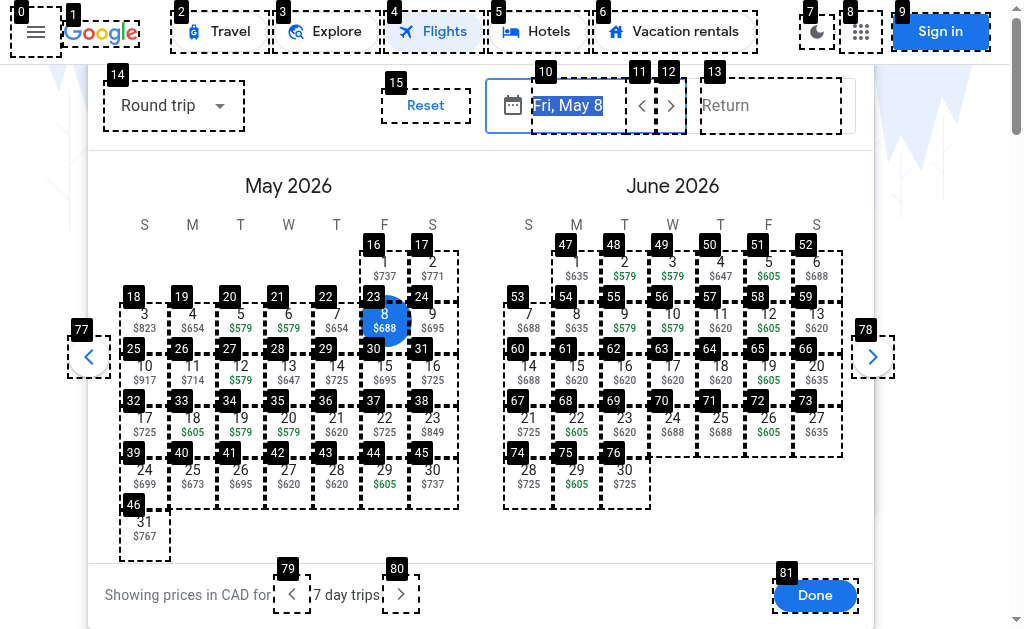 0 1 2 3 4 5 6 7 8 9
Google Travel Explore Flights Hotels Vacation rentals Sign in
14 15 10 11 12 13
Round trip Reset Fri, May 8 Return
May 2026 June 2026
S M T W T F S S M T W T F S
16 17 47 48 49 50 51 52
1 2 1 2 3 4 5 6
$737 $771 $635 $579 $579 $647 $605 $688
18 19 20 21 22 23 24 53 54 55 56 57 58 59
3 4 5 6 7 8 9 7 8 9 10 11 12 13
$823 $654 $579 $579 $654 $688 $695 $688 $635 $579 $579 $620 $605 $620
77 25 26 27 28 29 30 31 60 61 62 63 64 65 66 78
10 11 12 13 14 15 16 14 15 16 17 18 19 20
$917 $714 $579 $647 $725 $695 $725 $688 $620 $620 $620 $620 $605 $635
32 33 34 35 36 37 38 67 68 69 70 71 72 73
17 18 19 20 21 22 23 21 22 23 24 25 26 27
$725 $605 $579 $579 $620 $725 $849 $725 $605 $620 $688 $688 $605 $635
39 40 41 42 43 44 45 74 75 76
24 25 26 27 28 29 30 28 29 30
$699 $673 $695 $620 $620 $605 $737 $725 $605 $725
46
31
$767
79 80 81
Showing prices in CAD for 7 day trips Done